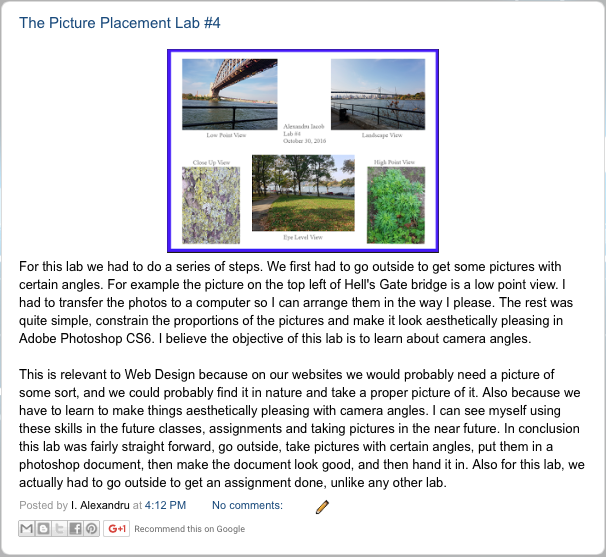 The Picture Placement Lab #4
Low Point View
Alexandru Iacob
Lab #4
October 30, 2016
Landscape View
Close Up View
High Point View
Eye Level View
For this lab we had to do a series of steps. We first had to go outside to get some pictures with
certain angles. For example the picture on the top left of Hell's Gate bridge is a low point view. I
had to transfer the photos to a computer so I can arrange them in the way I please. The rest was
quite simple, constrain the proportions of the pictures and make it look aesthetically pleasing in
Adobe Photoshop CS6. I believe the objective of this lab is to learn about camera angles.
This is relevant to Web Design because on our websites we would probably need a picture of
some sort, and we could probably find it in nature and take a proper picture of it. Also because we
have to learn to make things aesthetically pleasing with camera angles. I can see myself using
these skills in the future classes, assignments and taking pictures in the near future. In conclusion
this lab was fairly straight forward, go outside, take pictures with certain angles, put them in a
photoshop document, then make the document look good, and then hand it in. Also for this lab, we
actually had to go outside to get an assignment done, unlike any other lab.
Posted by I. Alexandru at 4:12 PM No comments:
G+1 Recommend this on Google